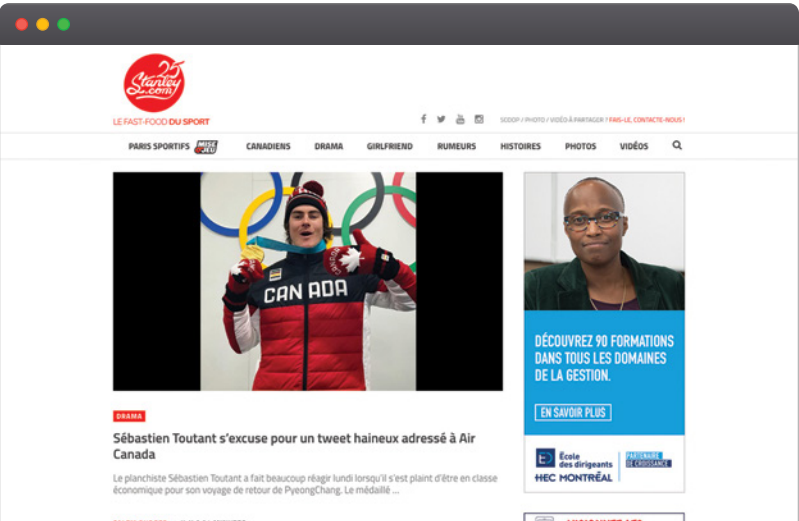 25
Stanley
.com
LE FAST-FOOD DU SPORT
SCOOP / PHOTO / VIDÉO À PARTAGER ? FAIS-LE, CONTACTE-NOUS !
PARIS SPORTIFS MISE O JEU CANADIENS DRAMA GIRLFRIEND RUMEURS HISTOIRES PHOTOS VIDÉOS
CANADA
DÉCOUVREZ 90 FORMATIONS
DANS TOUS LES DOMAINES
DE LA GESTION.
EN SAVOIR PLUS
École
des dirigeants
HEC MONTRÉAL
PARTENAIRE
DE CROISSANCE
DRAMA
Sébastien Toutant s'excuse pour un tweet haineux adressé à Air
Canada
Le planchiste Sébastien Toutant a fait beaucoup réagir lundi lorsqu'il s'est plaint d'être en classe
économique pour son voyage de retour de PyeongChang. Le médaillé ...